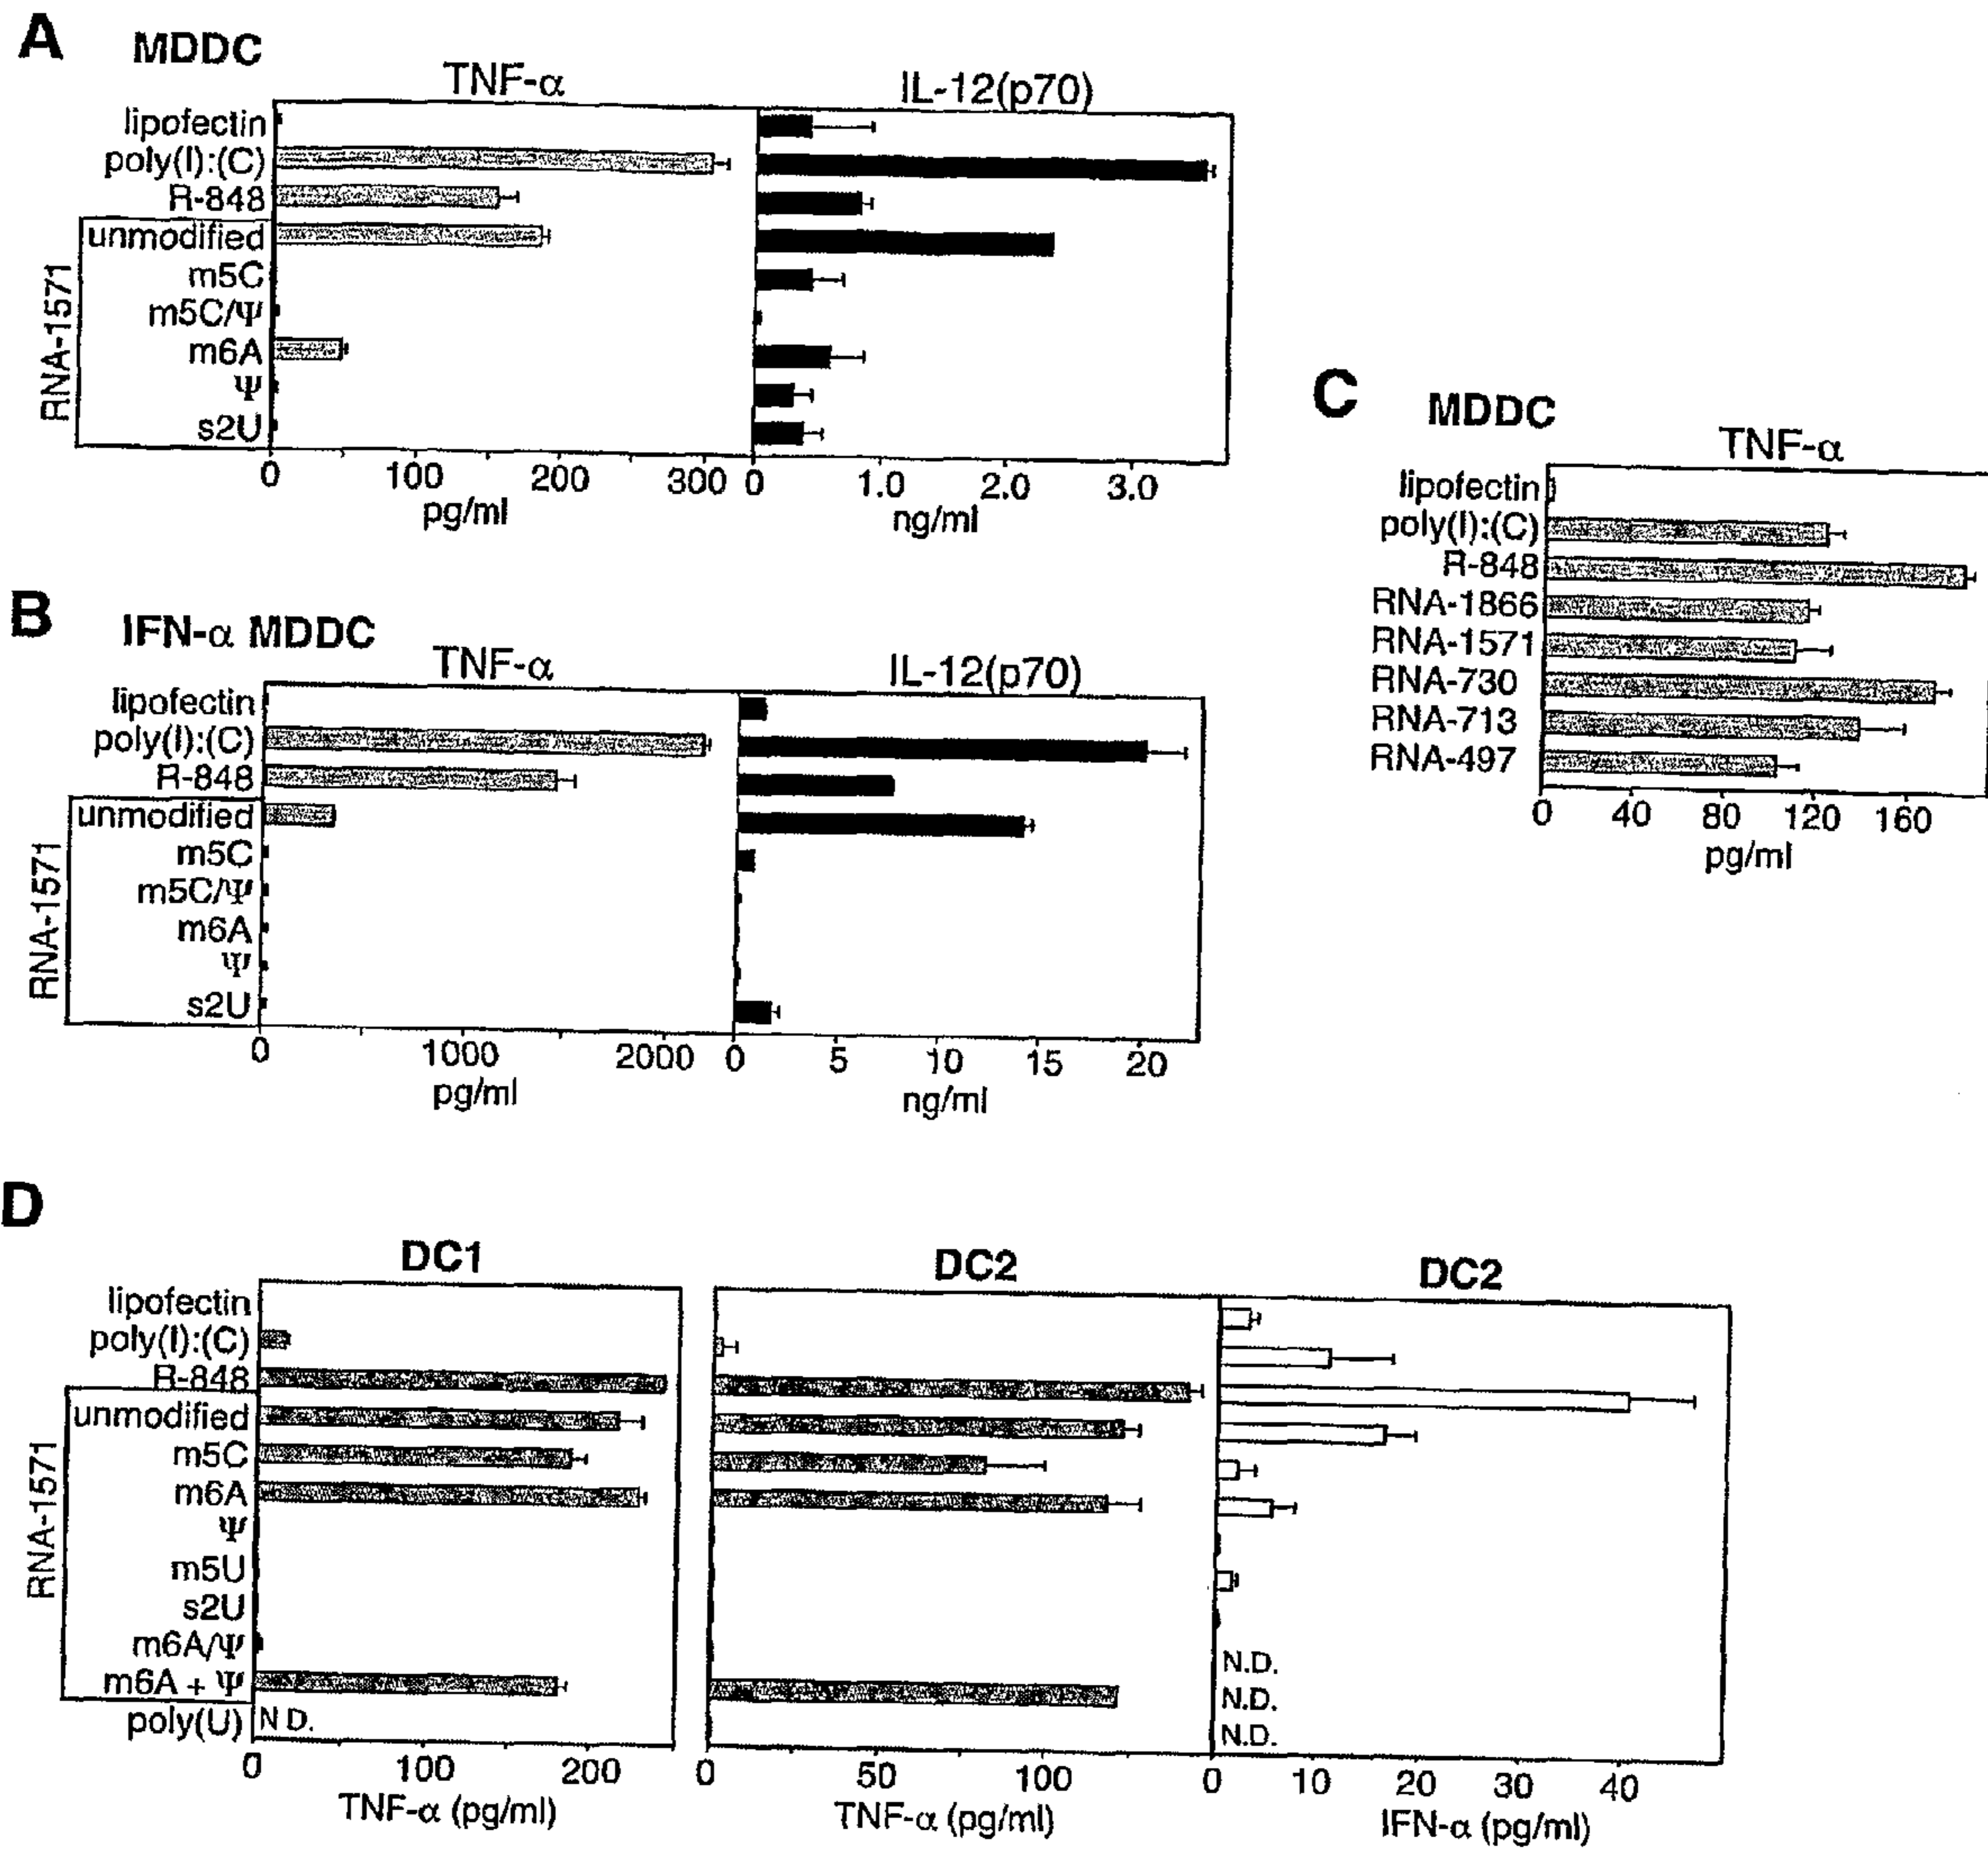 A MDDC
TNF-α IL-12(p70)
lipofectin
poly(I):(C)
R-848
unmodified
m5C
m5C/Ψ
m6A
Ψ
s2U
RNA-1571
0 100 200 300 0 1.0 2.0 3.0
pg/ml ng/ml
B IFN-α MDDC
TNF-α IL-12(p70)
lipofectin
poly(I):(C)
R-848
unmodified
m5C
m5C/Ψ
m6A
Ψ
s2U
RNA-1571
0 1000 2000 0 5 10 15 20
pg/ml ng/ml
C MDDC
TNF-α
lipofectin
poly(I):(C)
R-848
RNA-1866
RNA-1571
RNA-730
RNA-713
RNA-497
0 40 80 120 160
pg/ml
D
DC1 DC2 DC2
lipofectin
poly(I):(C)
R-848
unmodified
m5C
m6A
Ψ
m5U
s2U
m6A/Ψ N.D.
m6A + Ψ N.D.
poly(U) N D. N.D.
RNA-1571
0 100 200 0 50 100 0 10 20 30 40
TNF-α (pg/ml) TNF-α (pg/ml) IFN-α (pg/ml)